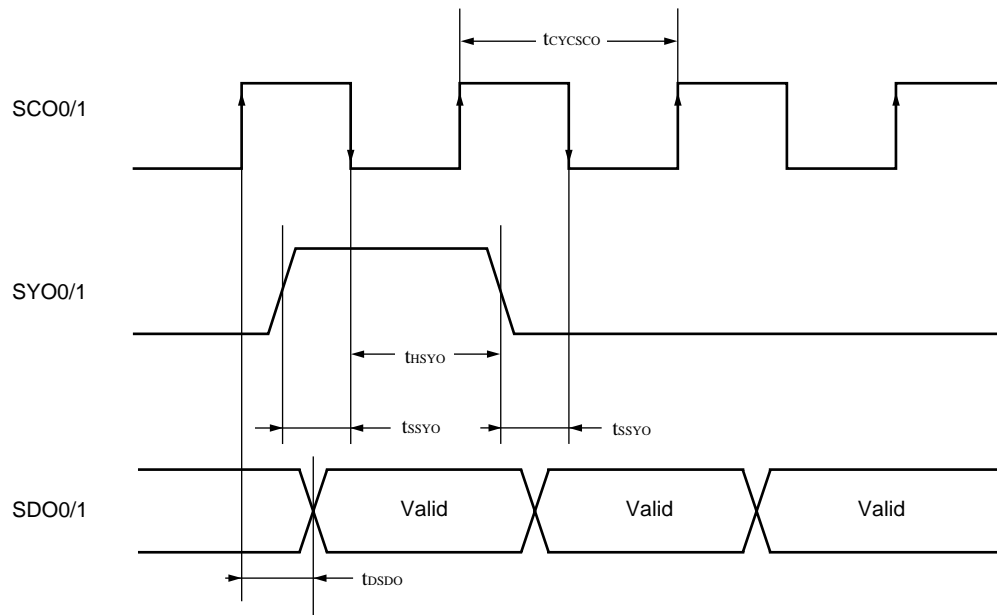 tCYCSCO
SCO0/1
SYO0/1
tHSYO
tSSYO tSSYO
SDO0/1 Valid Valid Valid
tDSDO